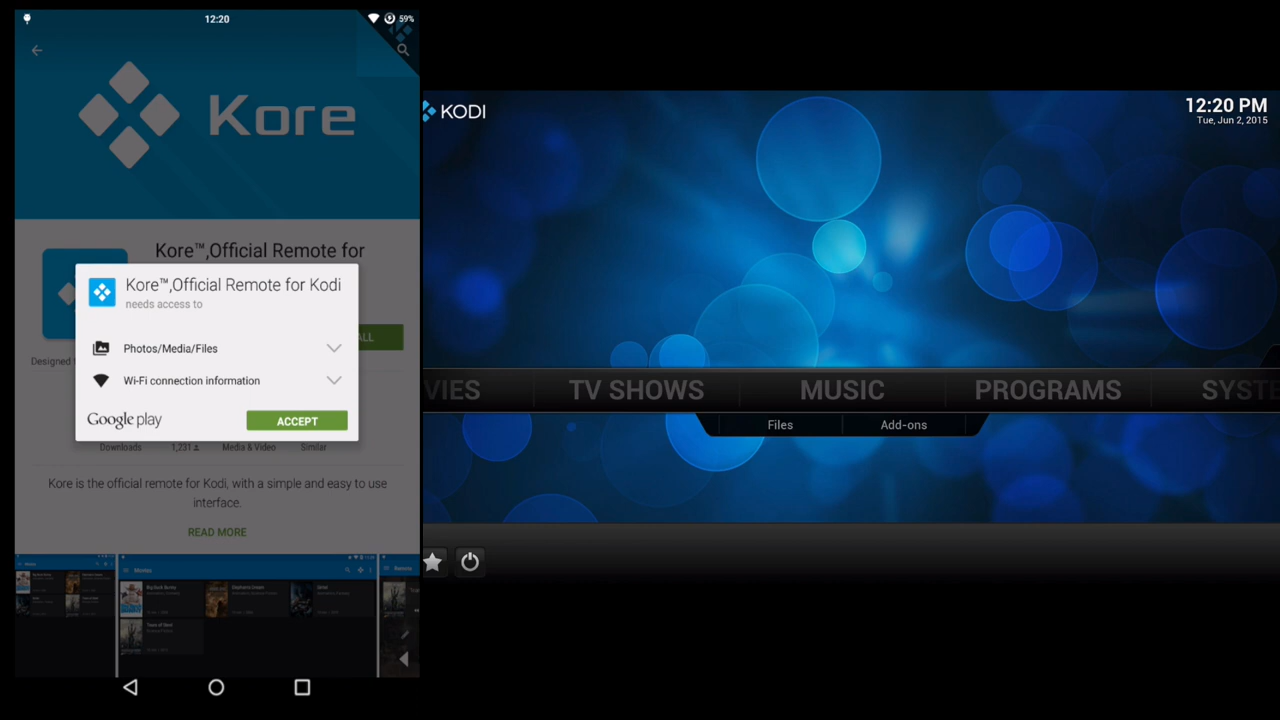 12:20
59%
Kore
Kore™,Official Remote for
ALL
Kore™,Official Remote for Kodi
needs access to
Photos/Media/Files
Wi-Fi connection information
Google play
ACCEPT
Designed
Downloads
1,231
Media & Video
Similar
Kore is the official remote for Kodi, with a simple and easy to use
interface.
READ MORE
Movies
KODI
12:20 PM
Tue, Jun 2, 2015
VIES
TV SHOWS
MUSIC
PROGRAMS
SYSTE
Files
Add-ons